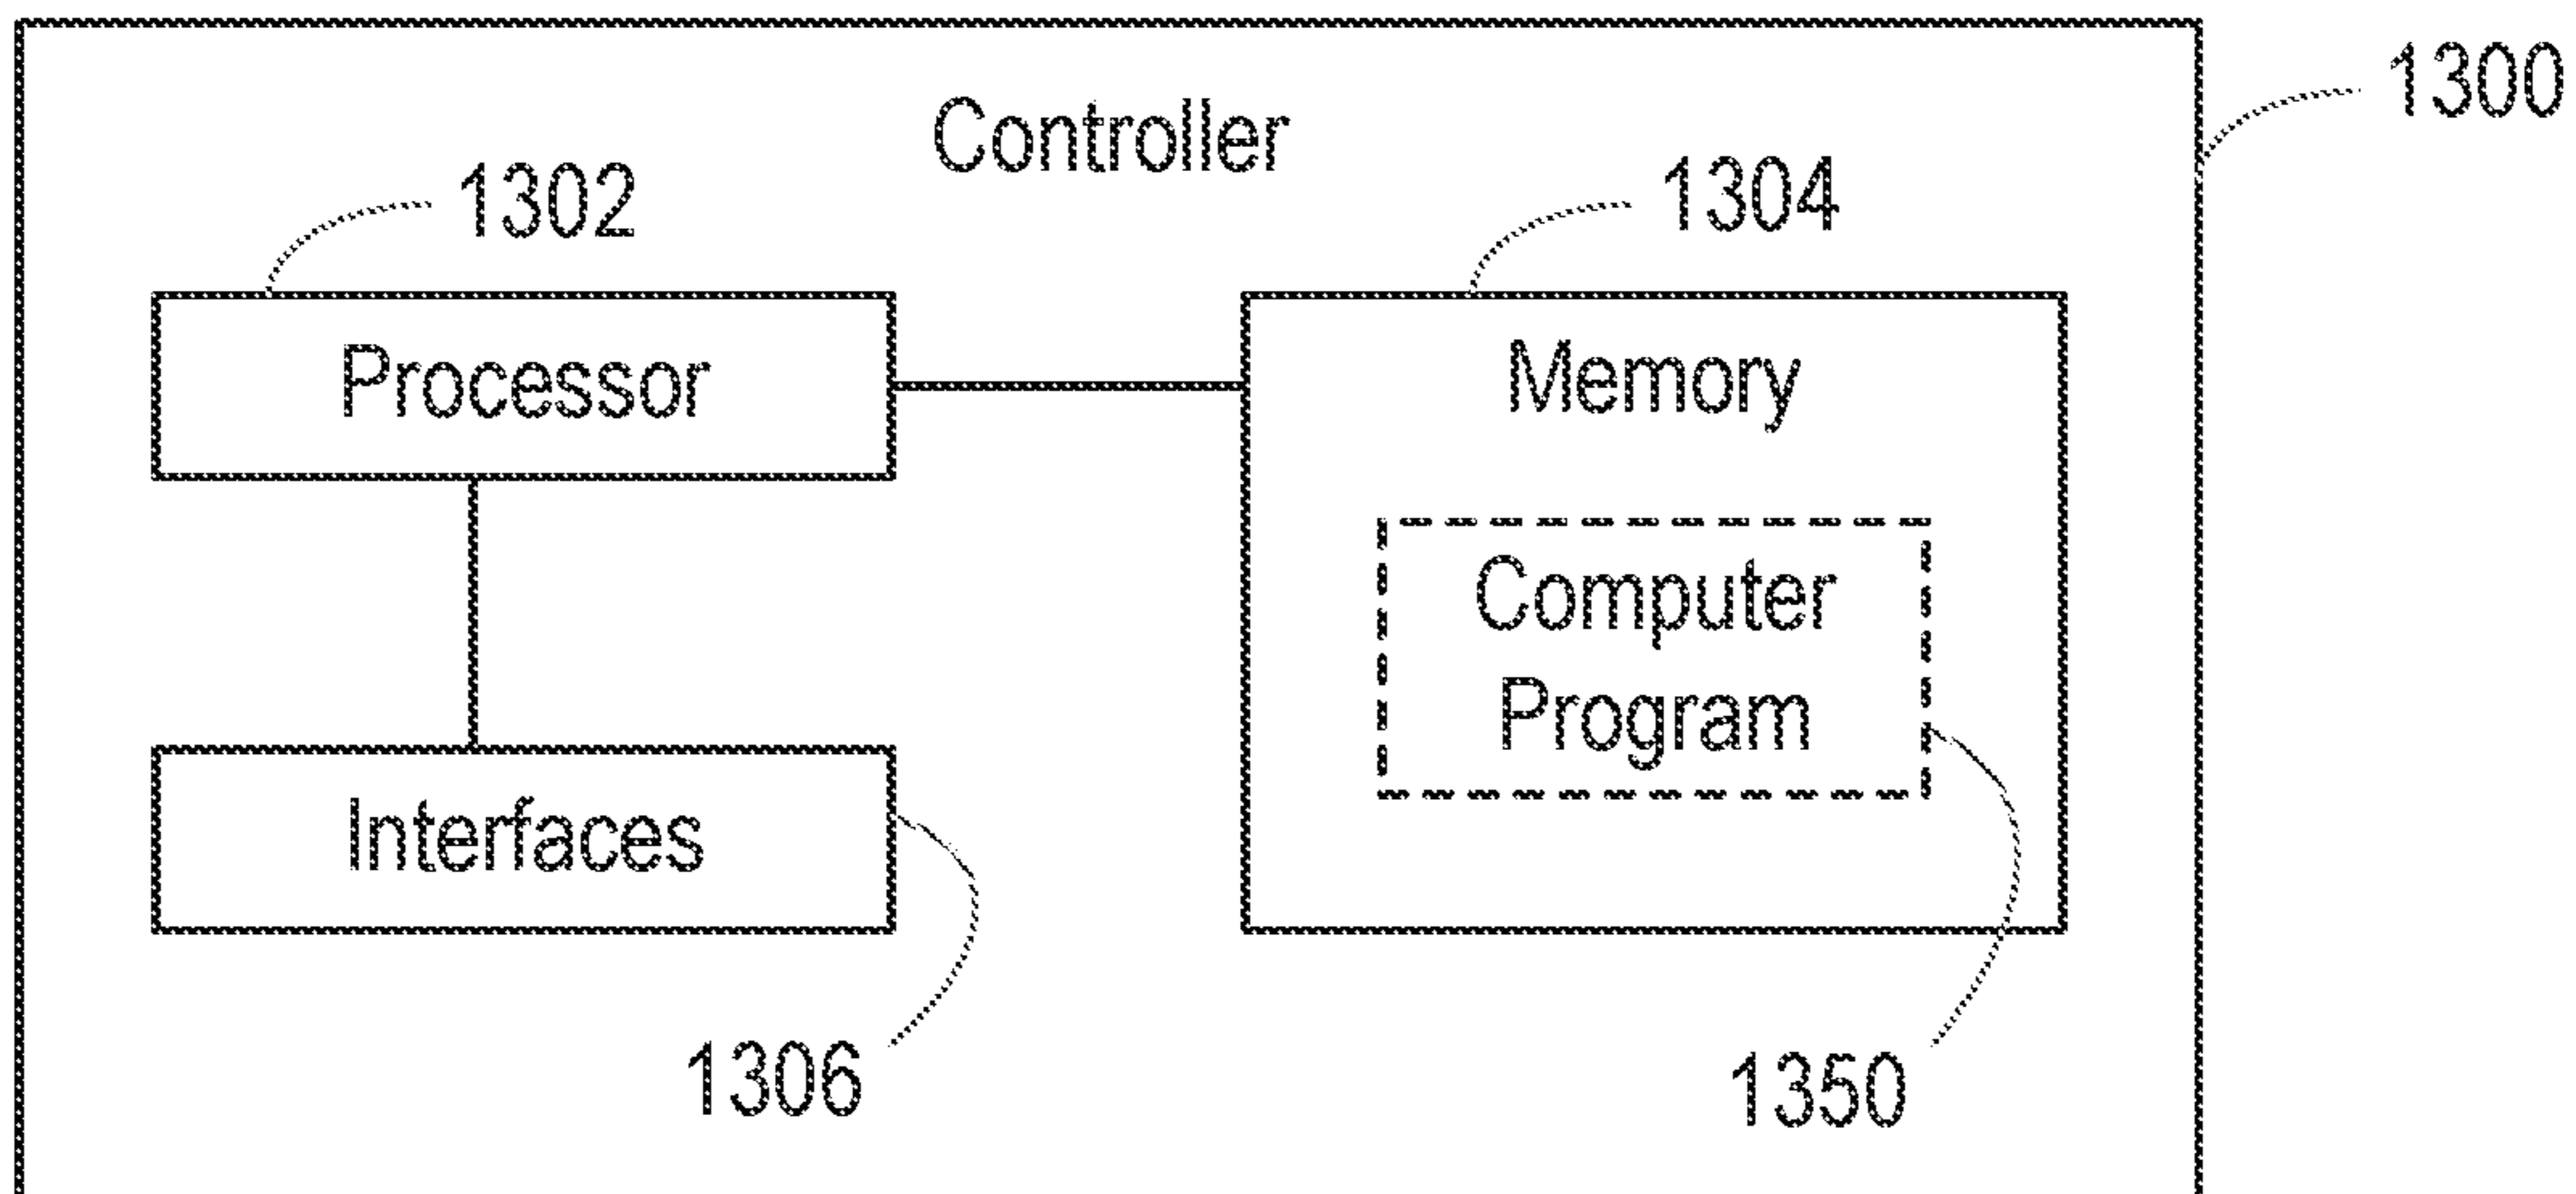 1300
Controller
1302
1304
Processor
Memory
Computer
Program
Interfaces
1306
1350